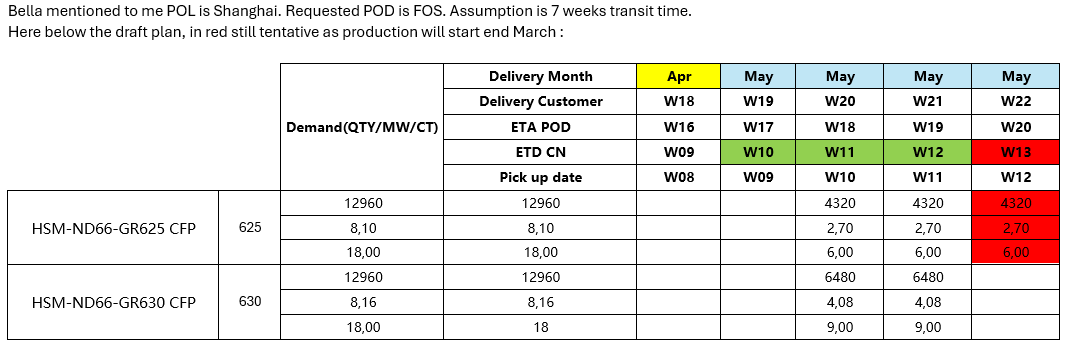 Bella mentioned to me POL is Shanghai. Requested POD is FOS. Assumption is 7 weeks transit time.
Here below the draft plan, in red still tentative as production will start end March :
Demand(QTY/MW/CT)
Delivery Month Apr May May May May
Delivery Customer W18 W19 W20 W21 W22
ETA POD W16 W17 W18 W19 W20
ETD CN W09 W10 W11 W12 W13
Pick up date W08 W09 W10 W11 W12
HSM-ND66-GR625 CFP 625
12960 12960 4320 4320 4320
8,10 8,10 2,70 2,70 2,70
18,00 18,00 6,00 6,00 6,00
HSM-ND66-GR630 CFP 630
12960 12960 6480 6480
8,16 8,16 4,08 4,08
18,00 18 9,00 9,00